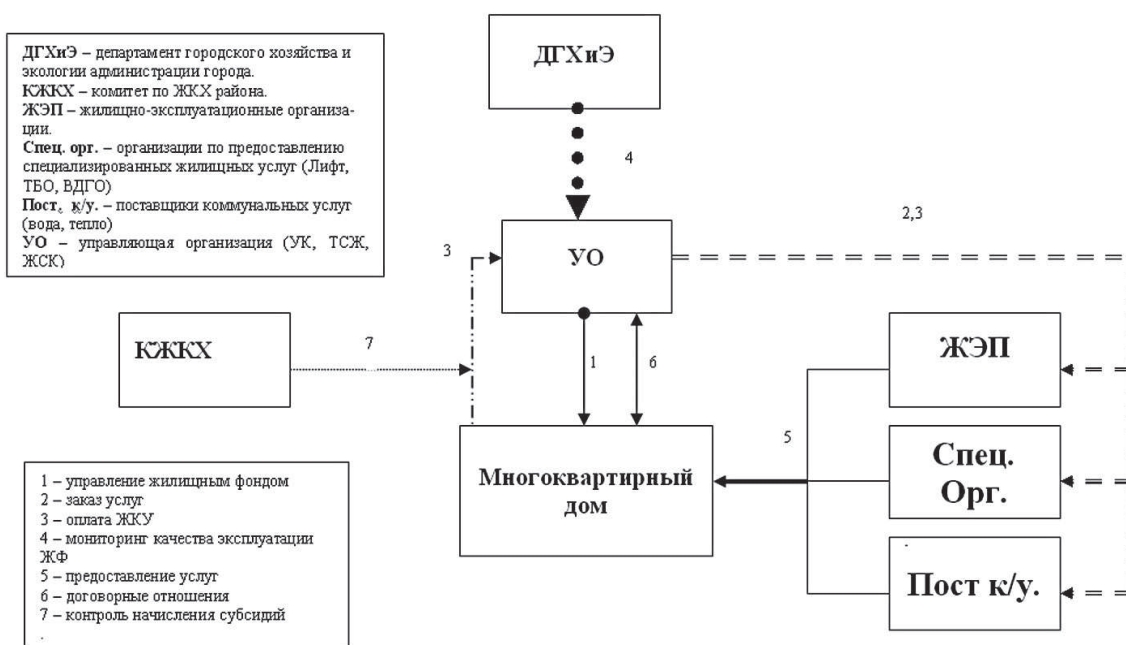 ДГХиЭ – департамент городского хозяйства и
экологии администрации города.
КЖКХ – комитет по ЖКХ района.
ЖЭП – жилищно-эксплуатационные организа-
ции.
Спец. орг. – организации по предоставлению
специализированных жилищных услуг (Лифт,
ТБО, ВДГО)
Пост. к/у. – поставщики коммунальных услуг
(вода, тепло)
УО – управляющая организация (УК, ТСЖ,
ЖСК)
ДГХиЭ
4
2,3
3
УО
КЖКХ
7
1
6
ЖЭП
5
Многоквартирный
дом
Спец.
Орг.
Пост к/у.
1 – управление жилищным фондом
2 – заказ услуг
3 – оплата ЖКУ
4 – мониторинг качества эксплуатации
ЖФ
5 – предоставление услуг
6 – договорные отношения
7 – контроль начисления субсидий
.